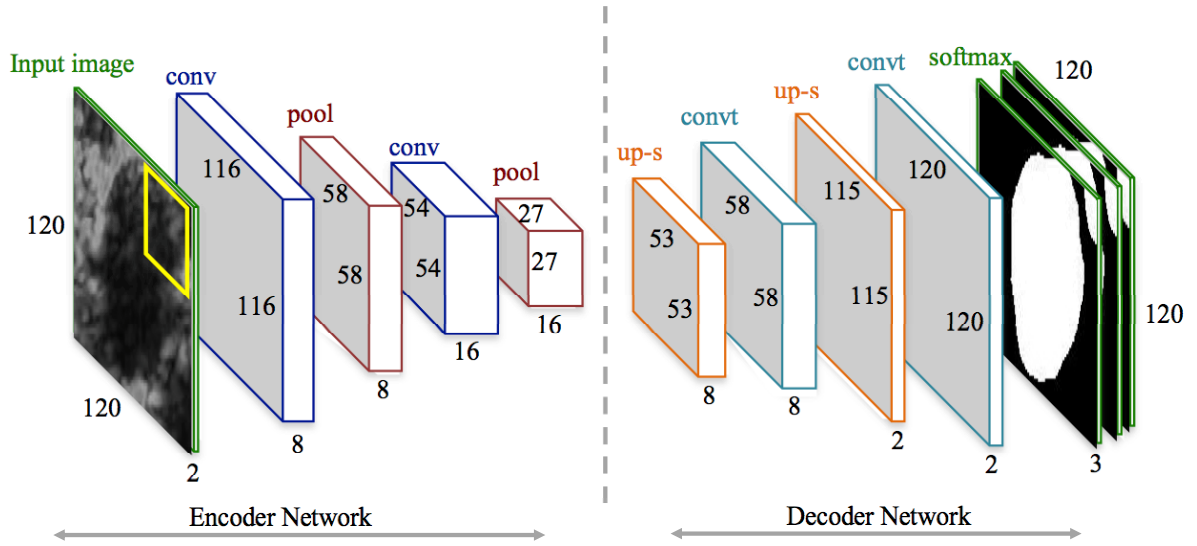 Input image
120
120
2
conv
116
116
8
pool
58
58
8
conv
54
54
16
pool
27
27
16
Encoder Network
up-s
53
53
8
convt
58
58
8
up-s
115
115
2
convt
120
120
2
softmax
120
120
3
Decoder Network